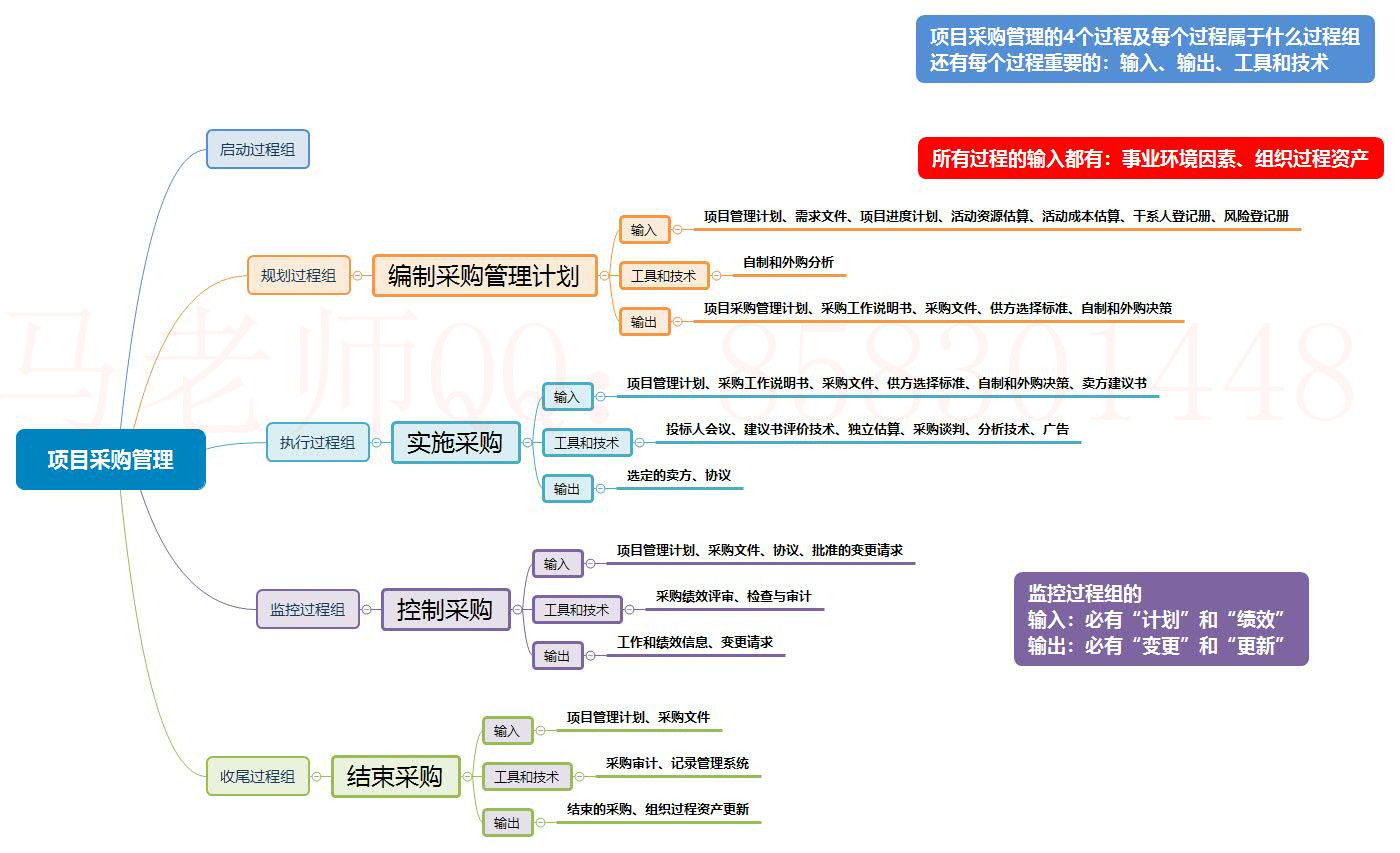 项目采购管理的4个过程及每个过程属于什么过程组
还有每个过程重要的：输入、输出、工具和技术
所有过程的输入都有：事业环境因素、组织过程资产
项目采购管理
启动过程组
规划过程组
编制采购管理计划
输入
项目管理计划、需求文件、项目进度计划、活动资源估算、活动成本估算、干系人登记册、风险登记册
工具和技术
自制和外购分析
输出
项目采购管理计划、采购工作说明书、采购文件、供方选择标准、自制和外购决策
马老师QQ：858301448
执行过程组
实施采购
输入
项目管理计划、采购工作说明书、采购文件、供方选择标准、自制和外购决策、卖方建议书
工具和技术
投标人会议、建议书评价技术、独立估算、采购谈判、分析技术、广告
输出
选定的卖方、协议
监控过程组
控制采购
输入
项目管理计划、采购文件、协议、批准的变更请求
工具和技术
采购绩效评审、检查与审计
输出
工作和绩效信息、变更请求
监控过程组的
输入：必有“计划”和“绩效”
输出：必有“变更”和“更新”
收尾过程组
结束采购
输入
项目管理计划、采购文件
工具和技术
采购审计、记录管理系统
输出
结束的采购、组织过程资产更新